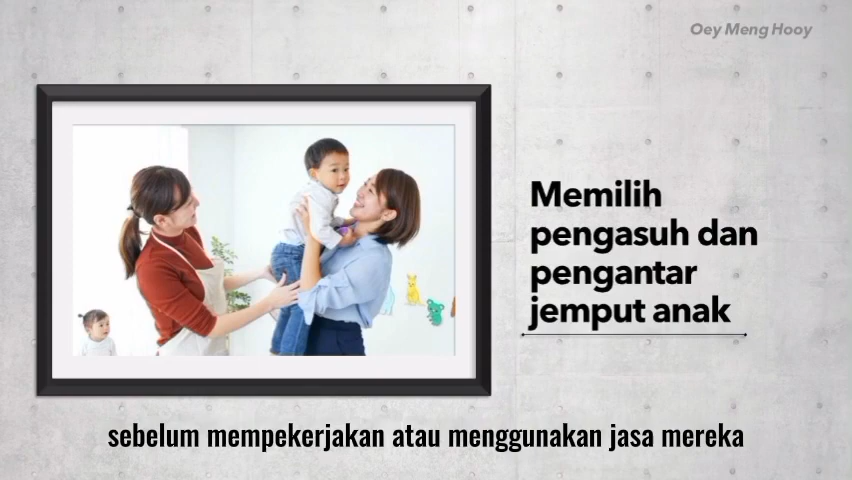 Oey Meng Hooy
Memilih
pengasuh dan
pengantar
jemput anak
sebelum mempekerjakan atau menggunakan jasa mereka